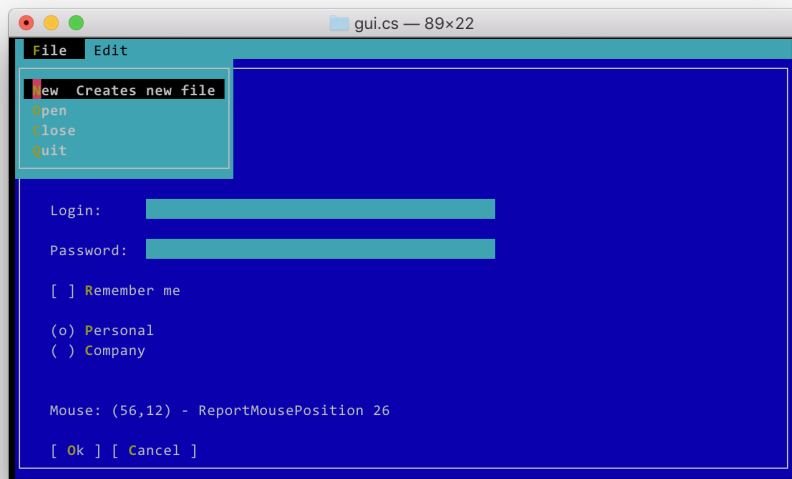 gui.cs — 89×22
File Edit
New Creates new file
Open
Close
Quit
Login:
Password:
[ ] Remember me
(o) Personal
( ) Company
Mouse: (56,12) - ReportMousePosition 26
[ Ok ] [ Cancel ]